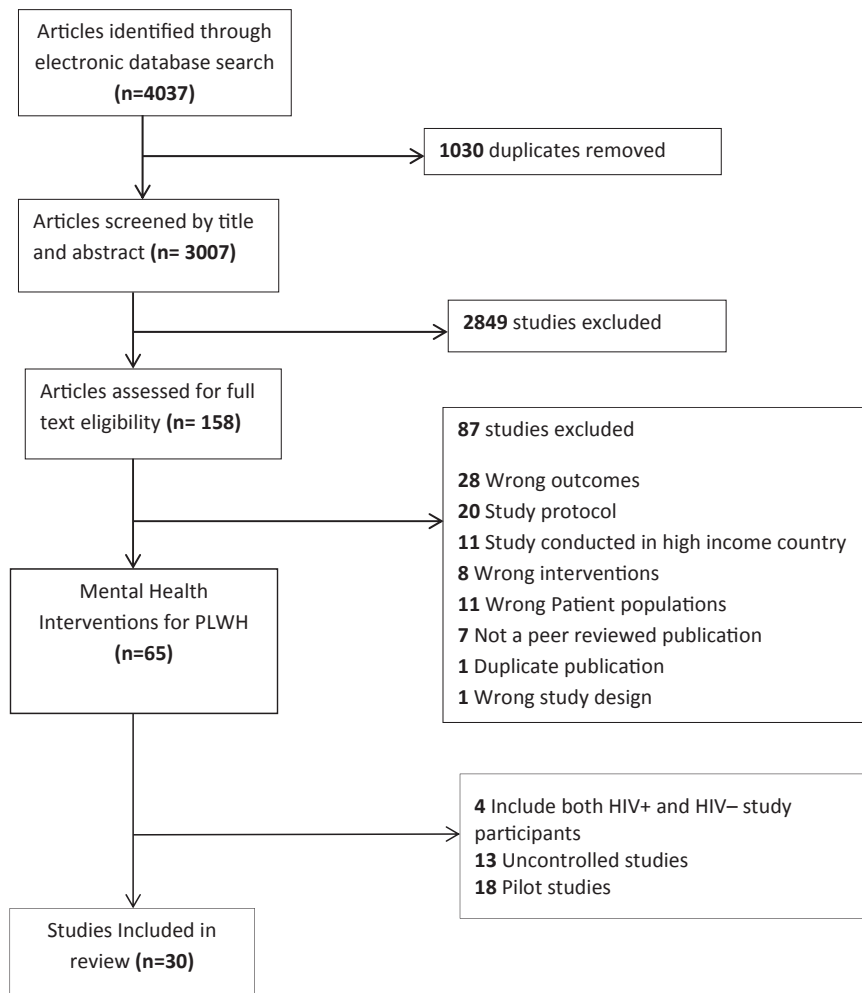 Articles identified through
electronic database search
(n=4037)
1030 duplicates removed
Articles screened by title
and abstract (n= 3007)
2849 studies excluded
Articles assessed for full
text eligibility (n= 158)
87 studies excluded
28 Wrong outcomes
20 Study protocol
11 Study conducted in high income country
8 Wrong interventions
11 Wrong Patient populations
7 Not a peer reviewed publication
1 Duplicate publication
1 Wrong study design
Mental Health
Interventions for PLWH
(n=65)
4 Include both HIV+ and HIV– study
participants
13 Uncontrolled studies
18 Pilot studies
Studies Included in
review (n=30)